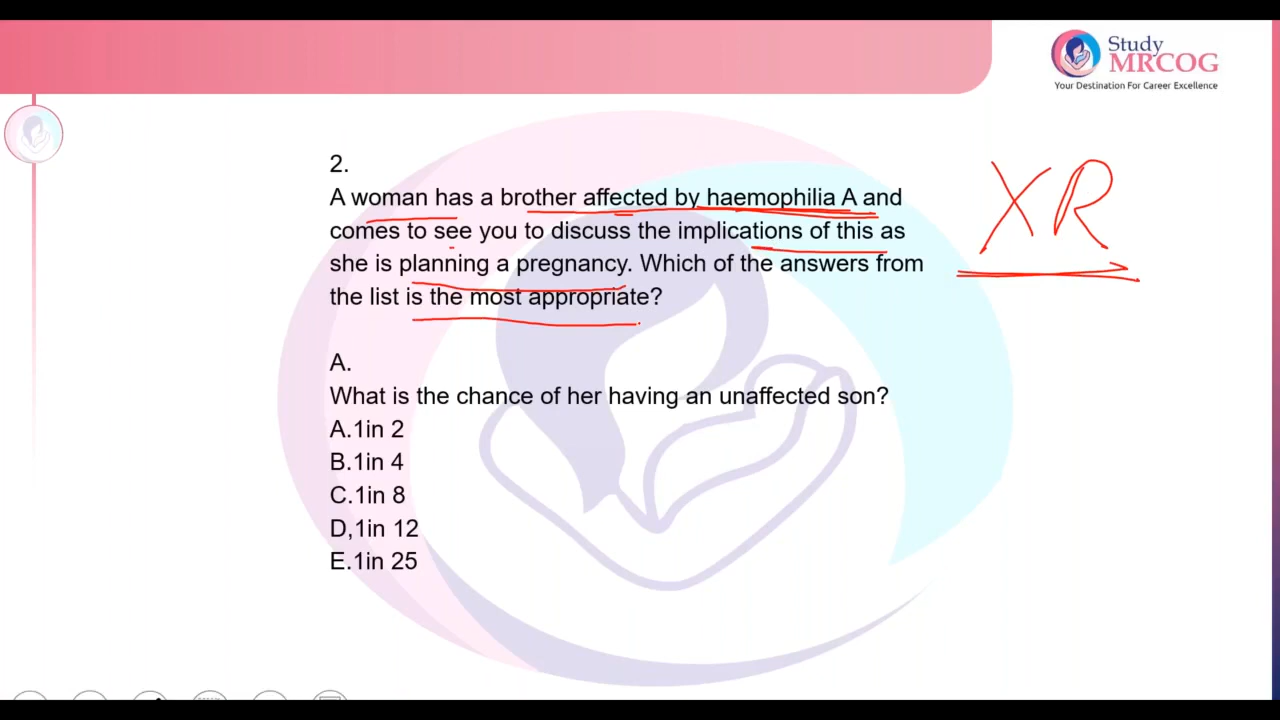 Study
MRCOG
Your Destination For Career Excellence
XR
2.
A woman has a brother affected by haemophilia A and
comes to see you to discuss the implications of this as
she is planning a pregnancy. Which of the answers from
the list is the most appropriate?
A.
What is the chance of her having an unaffected son?
A.1in 2
B.1in 4
C.1in 8
D,1in 12
E.1in 25